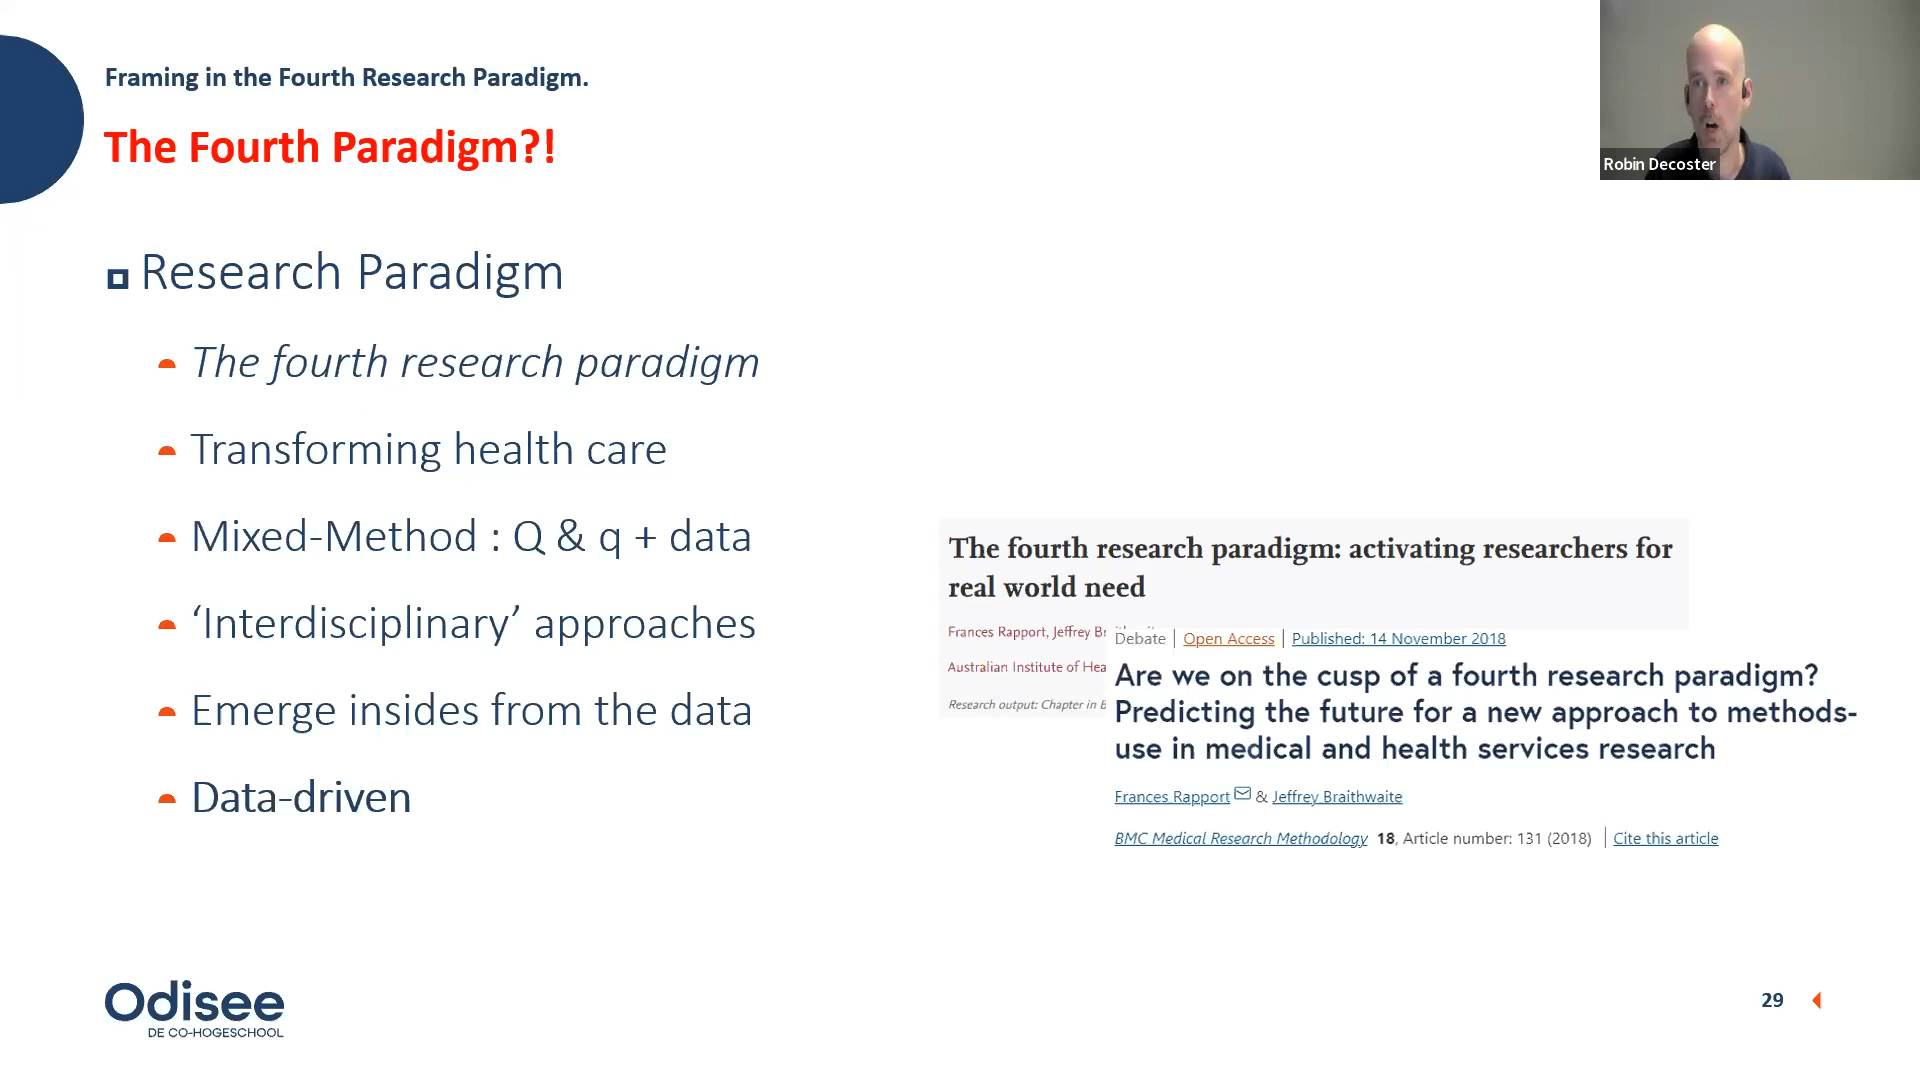 Framing in the Fourth Research Paradigm.
The Fourth Paradigm?!
Robin Decoster
Research Paradigm
The fourth research paradigm
Transforming health care
Mixed-Method : Q & q + data
‘Interdisciplinary’ approaches
Emerge insides from the data
Data-driven
The fourth research paradigm: activating researchers for
real world need
Frances Rapport, Jeffrey
Australian Institute of
Research output: Chapter in
Debate | Open Access | Published: 14 November 2018
Are we on the cusp of a fourth research paradigm?
Predicting the future for a new approach to methods-
use in medical and health services research
Frances Rapport & Jeffrey Braithwaite
BMC Medical Research Methodology 18, Article number: 131 (2018) | Cite this article
Odisee
DE CO-HOGESCHOOL
29